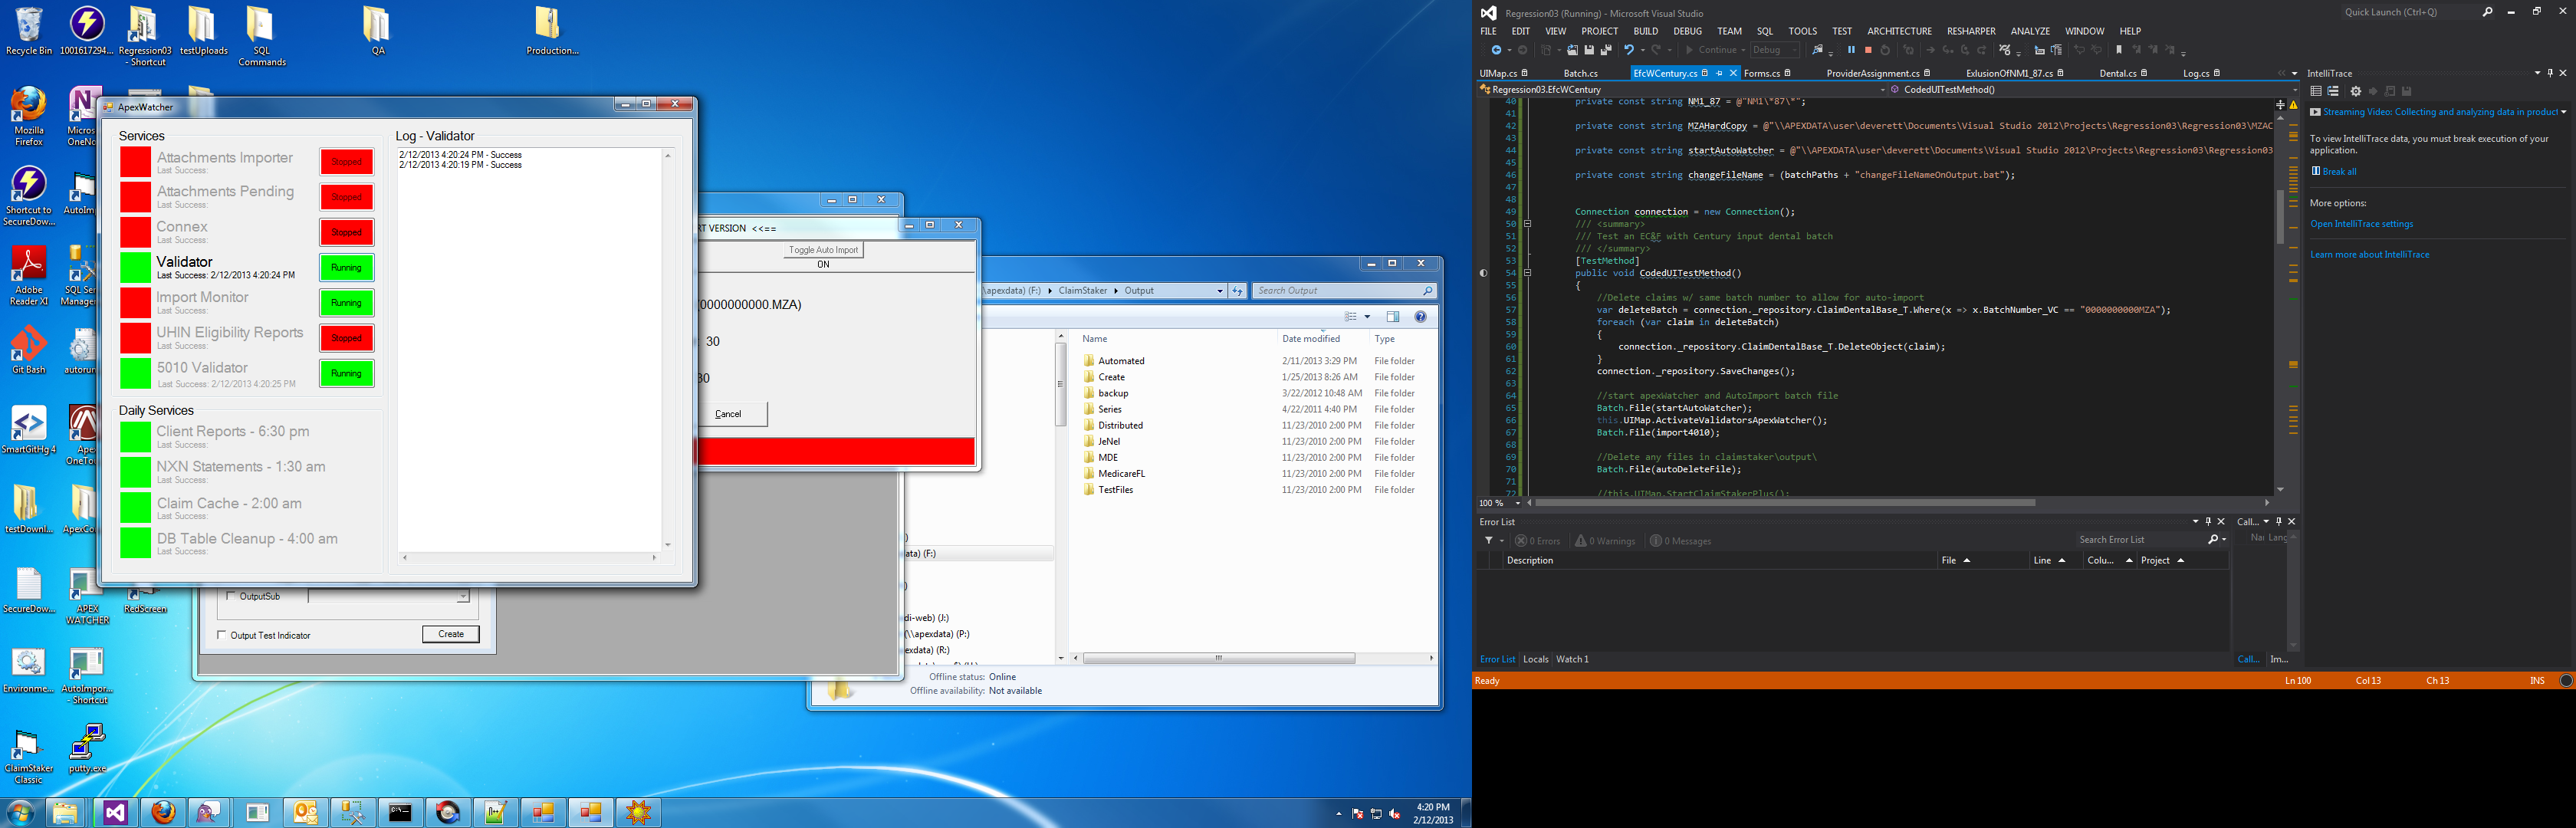 Recycle Bin
1001617294...
Regression03 - Shortcut
testUploads
SQL Commands
QA
Production...
Mozilla Firefox
Micros... OneNo...
Shortcut to SecureDow...
AutoImp...
Adobe Reader XI
SQL Ser... Manager...
Git Bash
autorun...
SmartGitHg 4
Ape... OneTou...
testDownl...
ApexCo...
SecureDow...
APEX WATCHER
RedScreen
Environme...
AutoImpor... - Shortcut
ClaimStaker Classic
putty.exe
ApexWatcher
Services
Attachments Importer
Last Success:
Stopped
Attachments Pending
Last Success:
Stopped
Connex
Last Success:
Stopped
Validator
Last Success: 2/12/2013 4:20:24 PM
Running
Import Monitor
Last Success:
Running
UHIN Eligibility Reports
Last Success:
Stopped
5010 Validator
Last Success: 2/12/2013 4:20:25 PM
Running
Daily Services
Client Reports - 6:30 pm
Last Success:
NXN Statements - 1:30 am
Last Success:
Claim Cache - 2:00 am
Last Success:
DB Table Cleanup - 4:00 am
Last Success:
Log - Validator
2/12/2013 4:20:24 PM - Success
2/12/2013 4:20:19 PM - Success
OutputSub
Output Test Indicator
Create
RT VERSION <<==
Toggle Auto Import
ON
(0000000000.MZA)
30
30
Cancel
\apexdata) (F:) ClaimStaker Output
Search Output
Name Date modified Type
Automated 2/11/2013 3:29 PM File folder
Create 1/25/2013 8:26 AM File folder
backup 3/22/2012 10:48 AM File folder
Series 4/22/2011 4:40 PM File folder
Distributed 11/23/2010 2:00 PM File folder
JeNel 11/23/2010 2:00 PM File folder
MDE 11/23/2010 2:00 PM File folder
MedicareFL 11/23/2010 2:00 PM File folder
TestFiles 11/23/2010 2:00 PM File folder
)
ata) (F:)
)
di-web) (J:)
(\\apexdata) (P:)
exdata) (R:)
Offline status: Online
Offline availability: Not available
4:20 PM
2/12/2013
Regression03 (Running) - Microsoft Visual Studio
Quick Launch (Ctrl+Q)
FILE EDIT VIEW PROJECT BUILD DEBUG TEAM SQL TOOLS TEST ARCHITECTURE RESHARPER ANALYZE WINDOW HELP
Continue Debug
UIMap.cs Batch.cs EfcWCentury.cs Forms.cs ProviderAssignment.cs ExlusionOfNM1_87.cs Dental.cs Log.cs
Regression03.EfcWCentury CodedUITestMethod()
40 private const string NM1_87 = @"NM1\*87\*";
41
42 private const string MZAHardCopy = @"\\APEXDATA\user\deverett\Documents\Visual Studio 2012\Projects\Regression03\Regression03\MZAC
43
44 private const string startAutoWatcher = @"\\APEXDATA\user\deverett\Documents\Visual Studio 2012\Projects\Regression03\Regression03
45
46 private const string changeFileName = (batchPaths + "changeFileNameOnOutput.bat");
47
48
49 Connection connection = new Connection();
50 /// <summary>
51 /// Test an EC&F with Century input dental batch
52 /// </summary>
53 [TestMethod]
54 public void CodedUITestMethod()
55 {
56 //Delete claims w/ same batch number to allow for auto-import
57 var deleteBatch = connection._repository.ClaimDentalBase_T.Where(x => x.BatchNumber_VC == "0000000000MZA");
58 foreach (var claim in deleteBatch)
59 {
60 connection._repository.ClaimDentalBase_T.DeleteObject(claim);
61 }
62 connection._repository.SaveChanges();
63
64 //start apexWatcher and AutoImport batch file
65 Batch.File(startAutoWatcher);
66 this.UIMap.ActivateValidatorsApexWatcher();
67 Batch.File(import4010);
68
69 //Delete any files in claimstaker\output\
70 Batch.File(autoDeleteFile);
71
72 //this.UIMap.StartClaimStakerPlus();
100 %
Error List
0 Errors 0 Warnings 0 Messages
Search Error List
Description File Line Colu... Project
Error List Locals Watch 1
Call...
Nai Lang
Call... Im...
IntelliTrace
Streaming Video: Collecting and analyzing data in product
To view IntelliTrace data, you must break execution of your application.
Break all
More options:
Open IntelliTrace settings
Learn more about IntelliTrace
Ready Ln 100 Col 13 Ch 13 INS